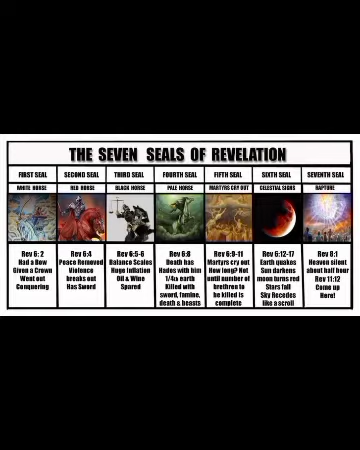 THE SEVEN SEALS OF REVELATION
FIRST SEAL
SECOND SEAL
THIRD SEAL
FOURTH SEAL
FIFTH SEAL
SIXTH SEAL
SEVENTH SEAL
WHITE HORSE
RED HORSE
BLACK HORSE
PALE HORSE
MARTYRS CRY OUT
CELESTIAL SIGNS
RAPTURE
Rev 6: 2
Had a Bow
Given a Crown
Went out
Conquering
Rev 6:4
Peace Removed
Violence
breaks out
Has Sword
Rev 6:5-6
Balance Scales
Huge Inflation
Oil & Wine
Spared
Rev 6:8
Death has
Hades with him
1/4th earth
Killed with
sword, famine,
death & beasts
Rev 6:9-11
Martyrs cry out
How long? Not
until number of
brethren to
be killed is
complete
Rev 6:12-17
Earth quakes
Sun darkens
moon turns red
Stars fall
Sky Recedes
like a scroll
Rev 8:1
Heaven silent
about half hour
Rev 11:12
Come up
Here!